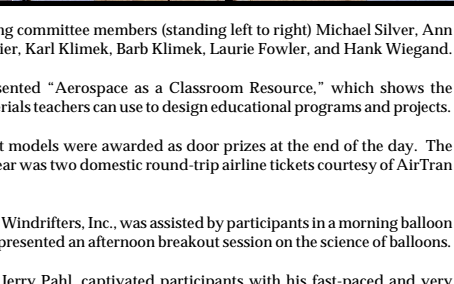 ng committee members (standing left to right) Michael Silver, Ann
ier, Karl Klimek, Barb Klimek, Laurie Fowler, and Hank Wiegand.
sented “Aerospace as a Classroom Resource,” which shows the
erials teachers can use to design educational programs and projects.
t models were awarded as door prizes at the end of the day. The
ear was two domestic round-trip airline tickets courtesy of AirTran
Windrifters, Inc., was assisted by participants in a morning balloon
presented an afternoon breakout session on the science of balloons.
Jerry Pahl, captivated participants with his fast-paced and very